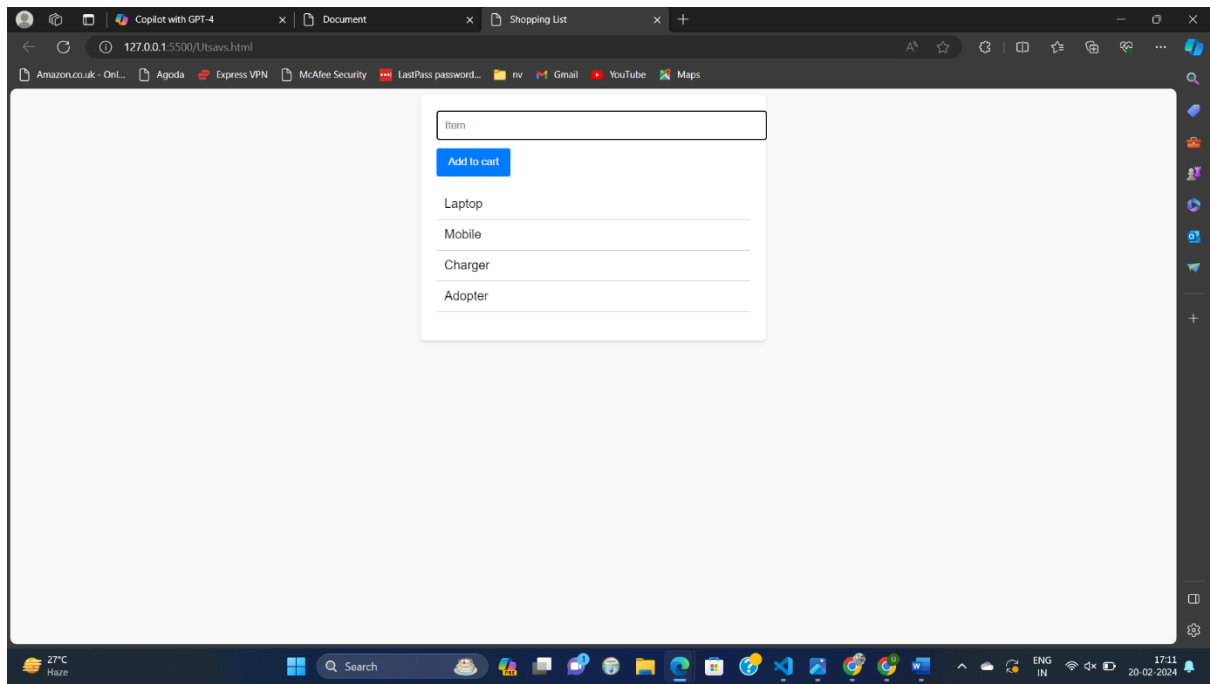 Copilot with GPT-4
Document
Shopping List
127.0.0.1:5500/Utsavs.html
Amazon.co.uk - Onl...
Agoda
Express VPN
McAfee Security
LastPass password...
nv
Gmail
YouTube
Maps
Item
Add to cart
Laptop
Mobile
Charger
Adopter
27°C
Haze
Search
ENG
IN
17:11
20-02-2024